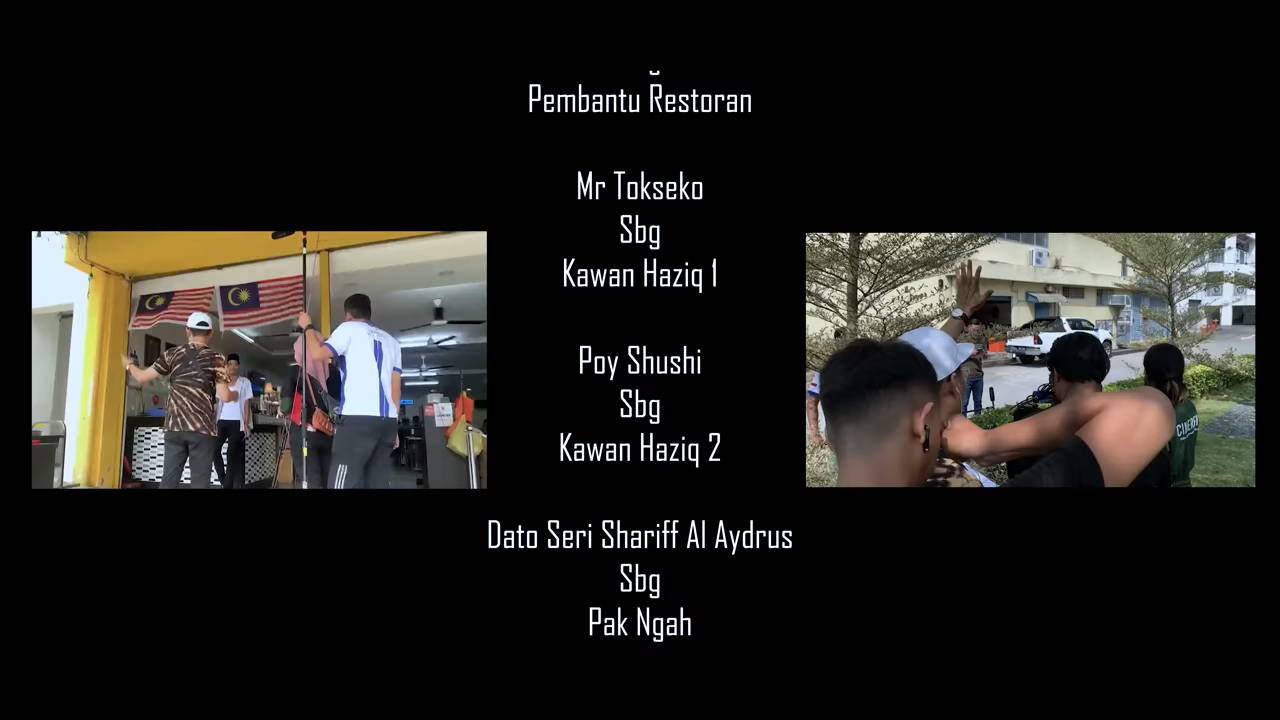 Pembantu Restoran
Mr Tokseko
Sbg
Kawan Haziq 1
Poy Shushi
Sbg
Kawan Haziq 2
Dato Seri Shariff Al Aydrus
Sbg
Pak Ngah